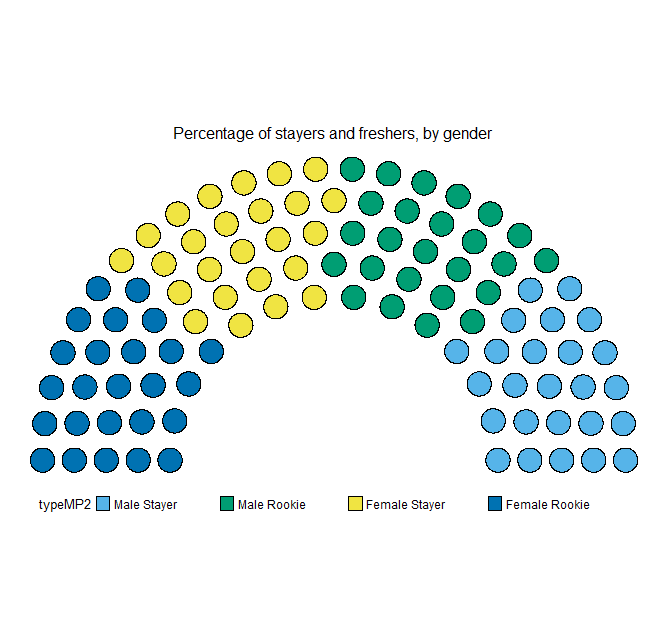 Percentage of stayers and freshers, by gender
typeMP2 Male Stayer Male Rookie Female Stayer Female Rookie